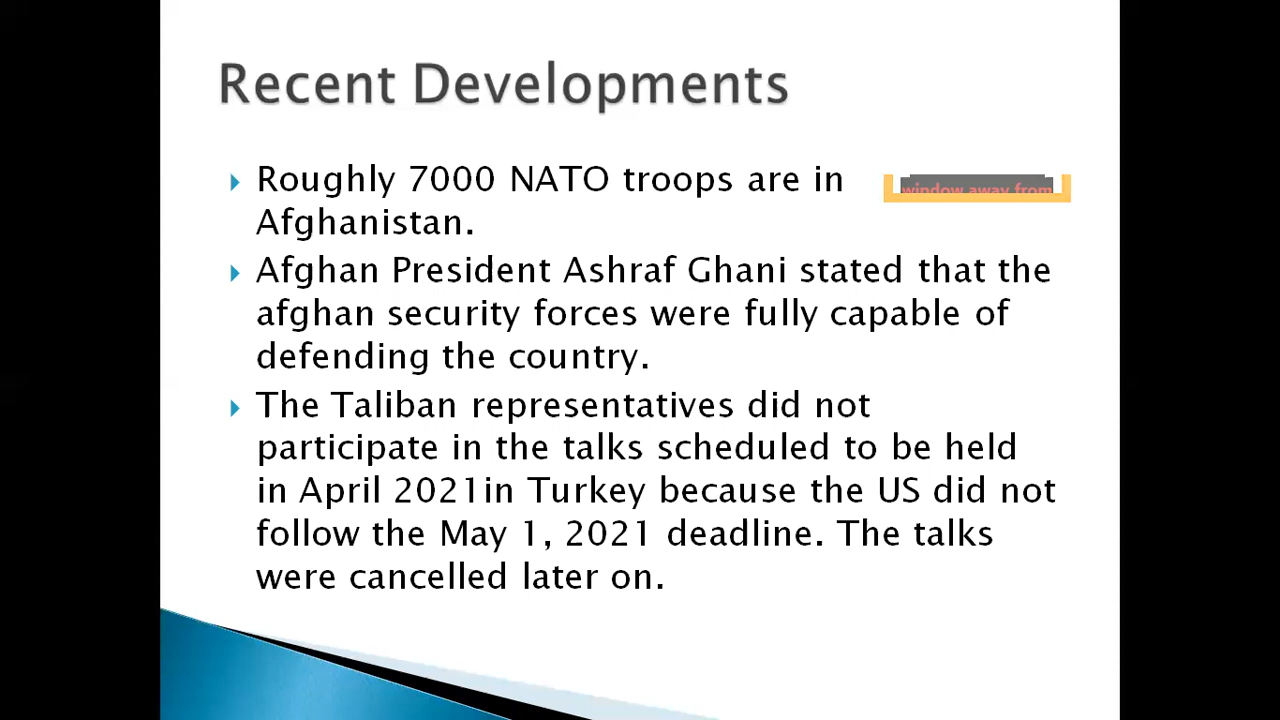 Recent Developments
Roughly 7000 NATO troops are in
window away from
Afghanistan.
Afghan President Ashraf Ghani stated that the
afghan security forces were fully capable of
defending the country.
The Taliban representatives did not
participate in the talks scheduled to be held
in April 2021in Turkey because the US did not
follow the May 1, 2021 deadline. The talks
were cancelled later on.